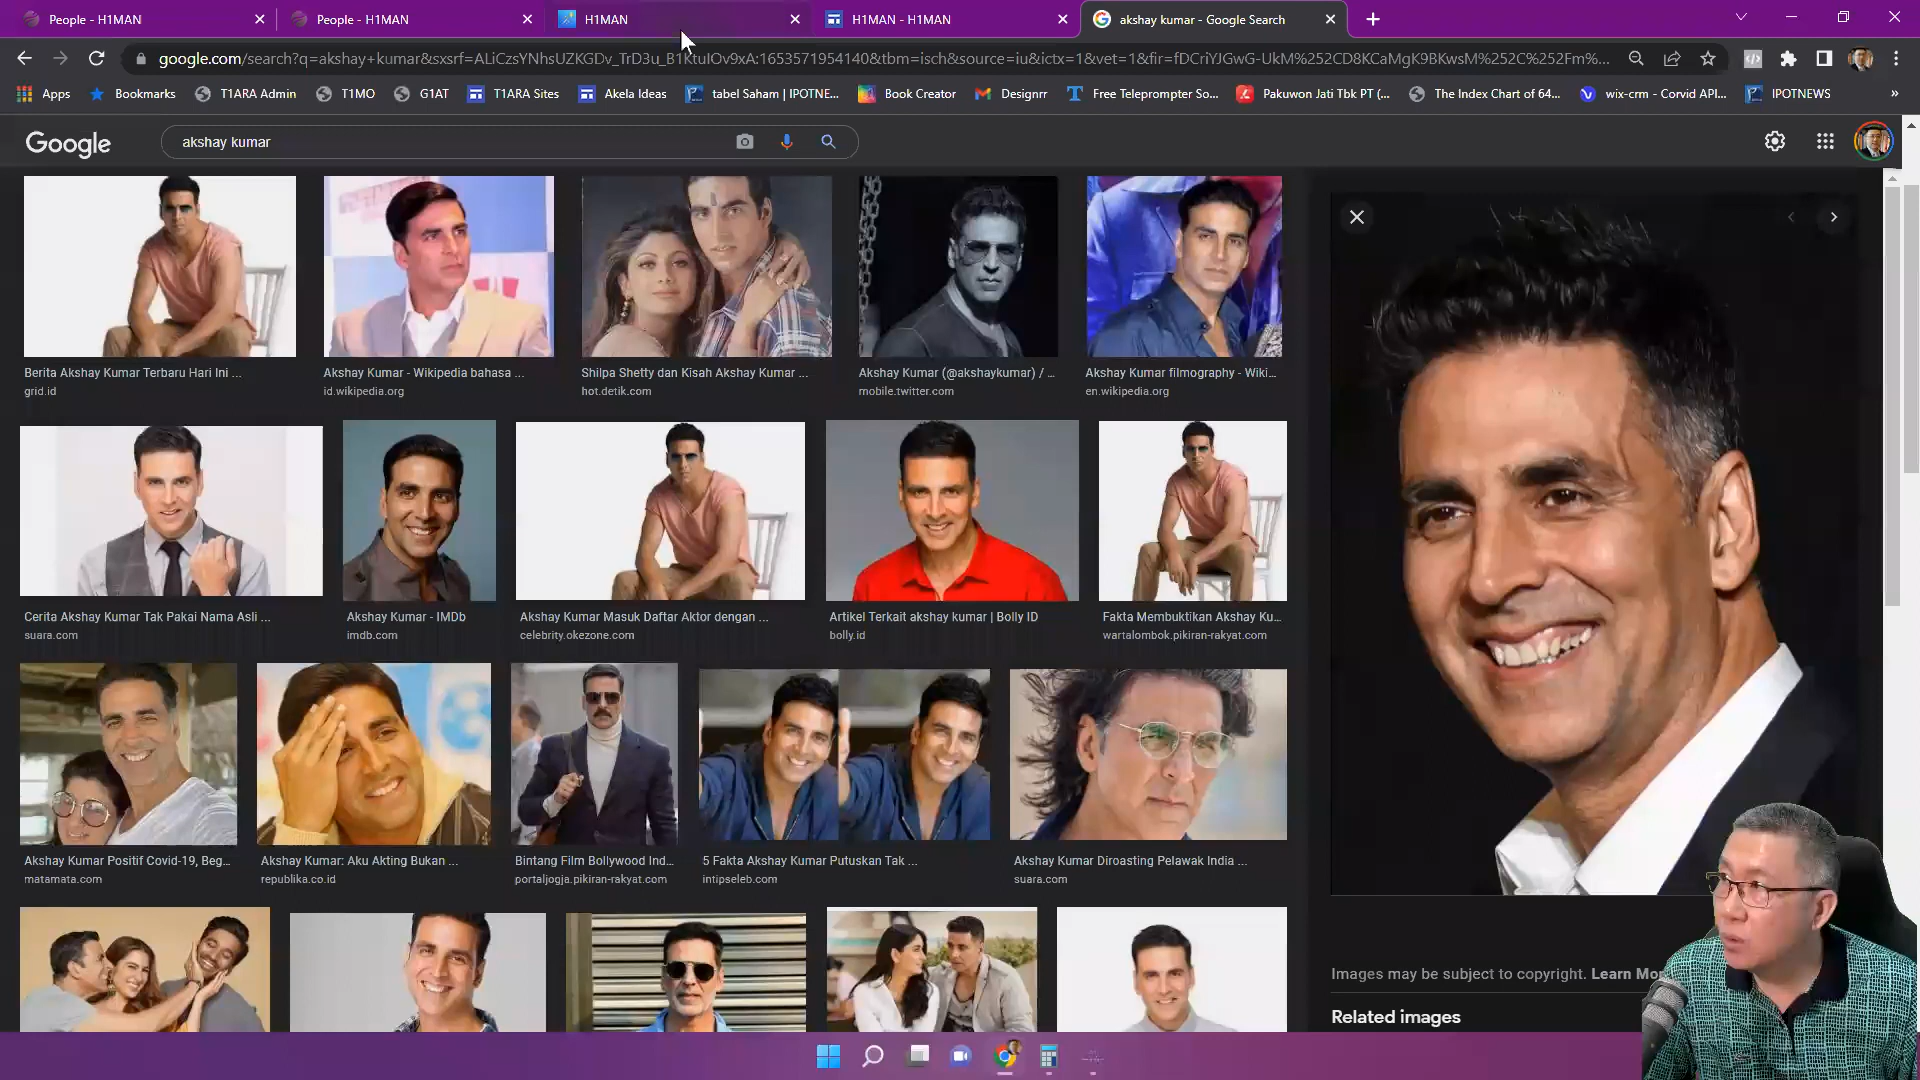 People - H1MAN
People - H1MAN
H1MAN
H1MAN - H1MAN
akshay kumar - Google Search
google.com/search?q=akshay+kumar&sxsrf=ALiCzsYNhsUZKGDv_TrD3u_B1KtuIOv9xA:1653571954140&tbm=isch&source=iu&ictx=1&vet=1&fir=fDCriYJGwG-UkM%252CD8KCaMgK9BKwsM%252C%252Fm%...
Apps
Bookmarks
T1ARA Admin
T1MO
G1AT
T1ARA Sites
Akela Ideas
tabel Saham | IPOTNE...
Book Creator
Designrr
Free Teleprompter So...
Pakuwon Jati Tbk PT (...
The Index Chart of 64...
wix-crm - Corvid API...
IPOTNEWS
»
Google
akshay kumar
Berita Akshay Kumar Terbaru Hari Ini ...
grid.id
Akshay Kumar - Wikipedia bahasa ...
id.wikipedia.org
Shilpa Shetty dan Kisah Akshay Kumar ...
hot.detik.com
Akshay Kumar (@akshaykumar) / ...
mobile.twitter.com
Akshay Kumar filmography - Wiki...
en.wikipedia.org
Cerita Akshay Kumar Tak Pakai Nama Asli ...
suara.com
Akshay Kumar - IMDb
imdb.com
Akshay Kumar Masuk Daftar Aktor dengan ...
celebrity.okezone.com
Artikel Terkait akshay kumar | Bolly ID
bolly.id
Fakta Membuktikan Akshay Ku...
wartalombok.pikiran-rakyat.com
Akshay Kumar Positif Covid-19, Beg...
matamata.com
Akshay Kumar: Aku Akting Bukan ...
republika.co.id
Bintang Film Bollywood Ind...
portaljogja.pikiran-rakyat.com
5 Fakta Akshay Kumar Putuskan Tak ...
intipseleb.com
Akshay Kumar Diroasting Pelawak India ...
suara.com
Images may be subject to copyright. Learn Mor
Related images